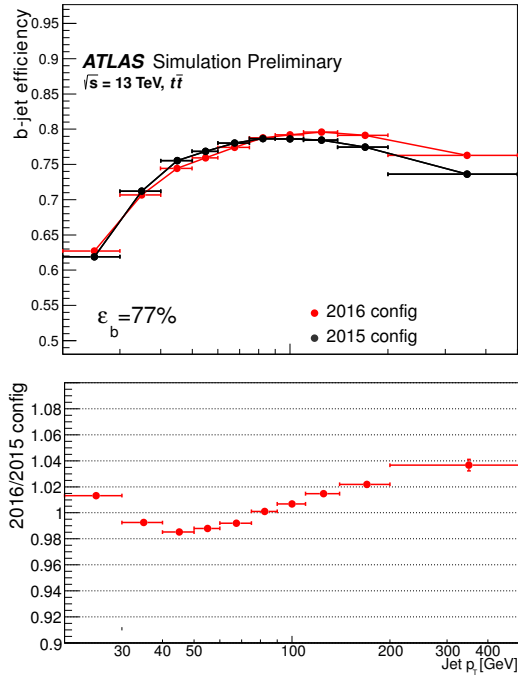 0.95
0.9
0.85
0.8
0.75
0.7
0.65
0.6
0.55
0.5
b-jet efficiency
ATLAS Simulation Preliminary
√s = 13 TeV, tt̄
ε_b=77%
2016 config
2015 config
1.08
1.06
1.04
1.02
1
0.98
0.96
0.94
0.92
0.9
2016/2015 config
30 40 50 100 200 300 400
Jet p_T [GeV]